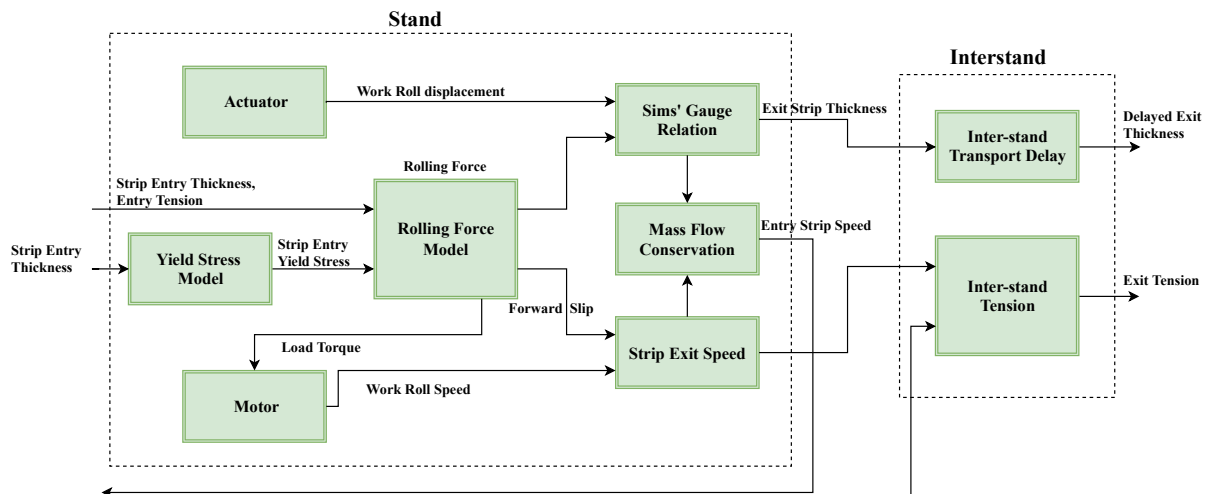 Stand
Interstand
Actuator
Work Roll displacement
Sims' Gauge
Relation
Exit Strip Thickness
Inter-stand
Transport Delay
Delayed Exit
Thickness
Rolling Force
Strip Entry Thickness,
Entry Tension
Rolling Force
Model
Mass Flow
Conservation
Entry Strip Speed
Strip Entry
Thickness
Yield Stress
Model
Strip Entry
Yield Stress
Inter-stand
Tension
Exit Tension
Forward Slip
Load Torque
Strip Exit Speed
Motor
Work Roll Speed